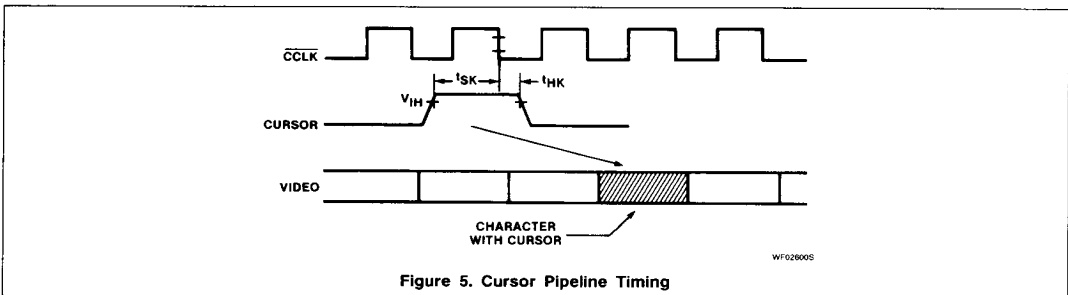 CCLK
tSK
tHK
VIH
CURSOR
VIDEO
CHARACTER
WITH CURSOR
WF02600S
Figure 5. Cursor Pipeline Timing